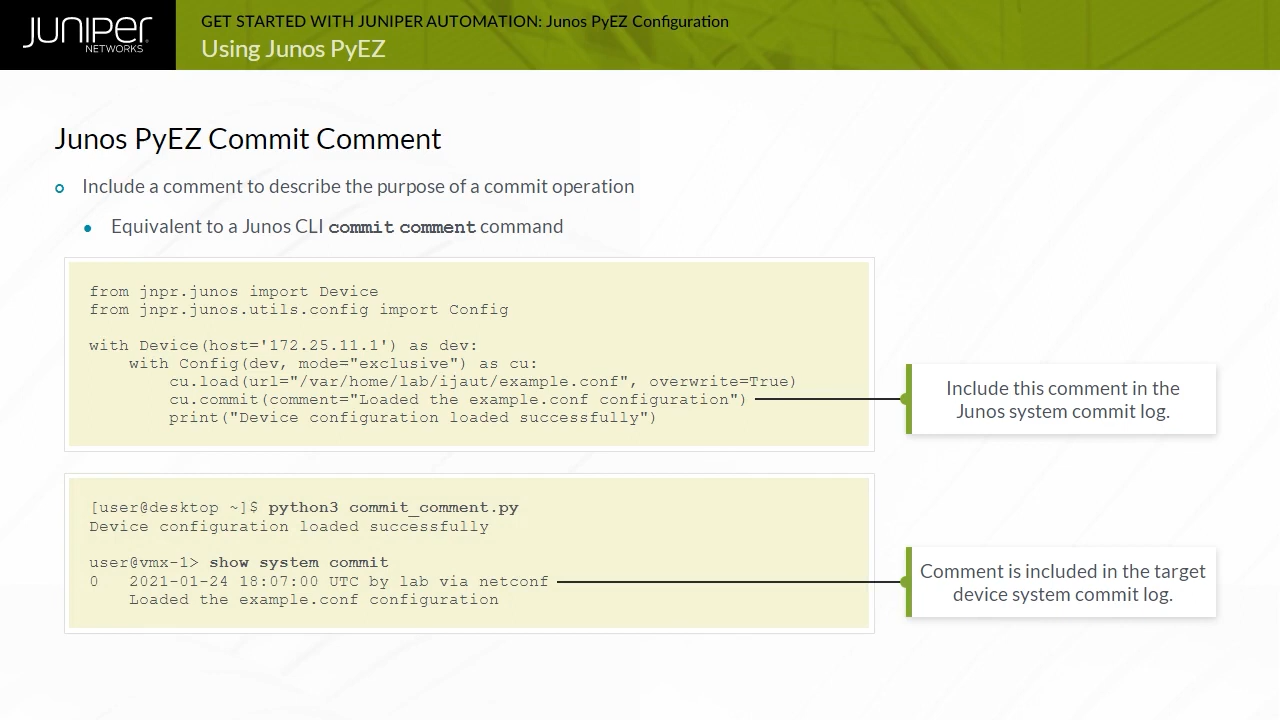 JUNIPER
NETWORKS
GET STARTED WITH JUNIPER AUTOMATION: Junos PyEZ Configuration
Using Junos PyEZ
Junos PyEZ Commit Comment
Include a comment to describe the purpose of a commit operation
Equivalent to a Junos CLI commit comment command
from jnpr.junos import Device
from jnpr.junos.utils.config import Config
with Device(host='172.25.11.1') as dev:
    with Config(dev, mode="exclusive") as cu:
        cu.load(url="/var/home/lab/ijaut/example.conf", overwrite=True)
        cu.commit(comment="Loaded the example.conf configuration")
        print("Device configuration loaded successfully")
Include this comment in the
Junos system commit log.
[user@desktop ~]$ python3 commit_comment.py
Device configuration loaded successfully
user@vmx-1> show system commit
0   2021-01-24 18:07:00 UTC by lab via netconf
    Loaded the example.conf configuration
Comment is included in the target
device system commit log.